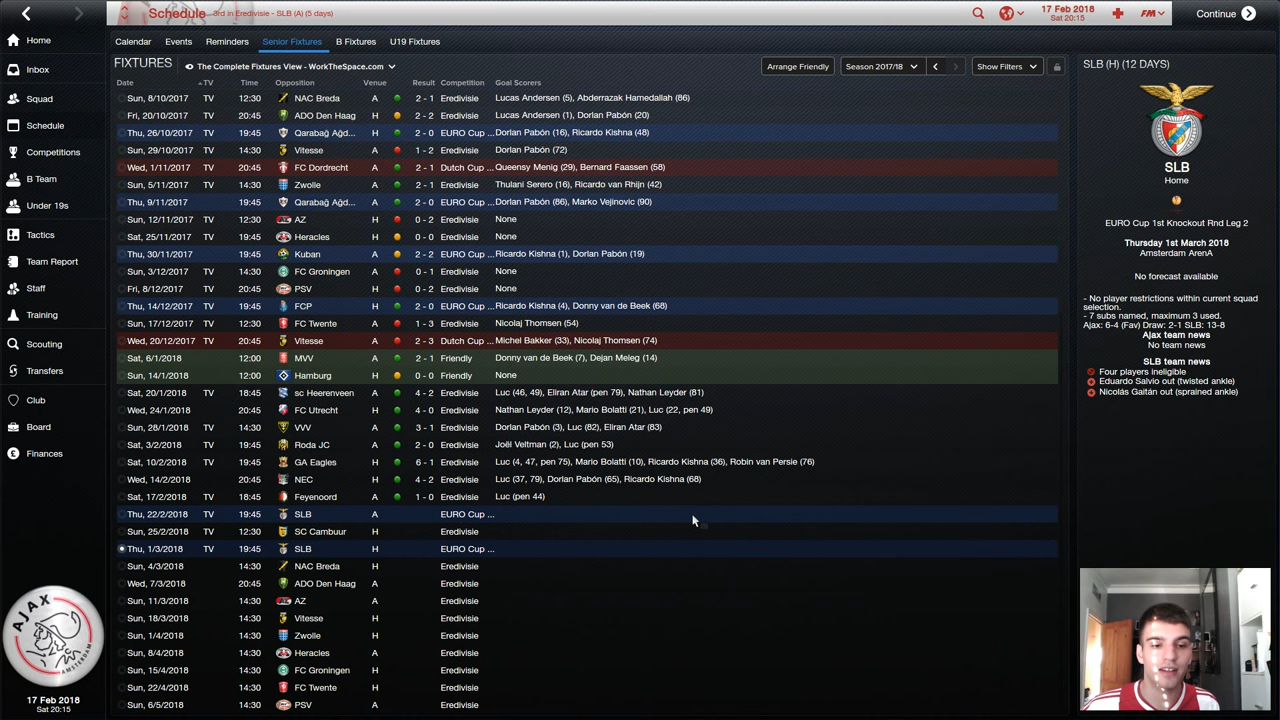 Schedule
3rd in Eredivisie - SLB (A) (5 days)
17 Feb 2018
Sat 20:15
FM
Continue
Home
Inbox
Squad
Schedule
Competitions
B Team
Under 19s
Tactics
Team Report
Staff
Training
Scouting
Transfers
Club
Board
Finances
AJAX
AMSTERDAM
17 Feb 2018
Sat 20:15
Calendar Events Reminders Senior Fixtures B Fixtures U19 Fixtures
FIXTURES The Complete Fixtures View - WorkTheSpace.com Arrange Friendly Season 2017/18 Show Filters
Date TV Time Opposition Venue Result Competition Goal Scorers
Sun, 8/10/2017 TV 12:30 NAC Breda A 2 - 1 Eredivisie Lucas Andersen (5), Abderrazak Hamedallah (86)
Fri, 20/10/2017 TV 20:45 ADO Den Haag H 2 - 2 Eredivisie Lucas Andersen (1), Dorlan Pabón (20)
Thu, 26/10/2017 TV 19:45 Qarabağ Ağd... H 2 - 0 EURO Cup ... Dorlan Pabón (16), Ricardo Kishna (48)
Sun, 29/10/2017 TV 14:30 Vitesse A 1 - 2 Eredivisie Dorlan Pabón (72)
Wed, 1/11/2017 TV 20:45 FC Dordrecht H 2 - 1 Dutch Cup ... Queensy Menig (29), Bernard Faassen (58)
Sun, 5/11/2017 TV 14:30 Zwolle A 2 - 1 Eredivisie Thulani Serero (16), Ricardo van Rhijn (42)
Thu, 9/11/2017 TV 19:45 Qarabağ Ağd... A 2 - 0 EURO Cup ... Dorlan Pabón (86), Marko Vejinovic (90)
Sun, 12/11/2017 TV 12:30 AZ H 0 - 2 Eredivisie None
Sat, 25/11/2017 TV 19:45 Heracles H 0 - 0 Eredivisie None
Thu, 30/11/2017 TV 19:45 Kuban A 2 - 2 EURO Cup ... Ricardo Kishna (1), Dorlan Pabón (19)
Sun, 3/12/2017 TV 14:30 FC Groningen A 0 - 1 Eredivisie None
Fri, 8/12/2017 TV 20:45 PSV H 0 - 2 Eredivisie None
Thu, 14/12/2017 TV 19:45 FCP H 2 - 0 EURO Cup ... Ricardo Kishna (4), Donny van de Beek (68)
Sun, 17/12/2017 TV 12:30 FC Twente A 1 - 3 Eredivisie Nicolaj Thomsen (54)
Wed, 20/12/2017 TV 20:45 Vitesse A 2 - 3 Dutch Cup ... Michel Bakker (33), Nicolaj Thomsen (74)
Sat, 6/1/2018 12:00 MVV A 2 - 1 Friendly Donny van de Beek (7), Dejan Meleg (14)
Sun, 14/1/2018 12:00 Hamburg H 0 - 0 Friendly None
Sat, 20/1/2018 TV 18:45 sc Heerenveen A 4 - 2 Eredivisie Luc (46, 49), Eliran Atar (pen 79), Nathan Leyder (81)
Wed, 24/1/2018 TV 20:45 FC Utrecht H 4 - 0 Eredivisie Nathan Leyder (12), Mario Bolatti (21), Luc (22, pen 49)
Sun, 28/1/2018 TV 14:30 VVV A 3 - 1 Eredivisie Dorlan Pabón (3), Luc (82), Eliran Atar (83)
Sat, 3/2/2018 TV 19:45 Roda JC A 2 - 0 Eredivisie Joël Veltman (2), Luc (pen 53)
Sat, 10/2/2018 TV 19:45 GA Eagles H 6 - 1 Eredivisie Luc (4, 47, pen 75), Mario Bolatti (10), Ricardo Kishna (36), Robin van Persie (76)
Wed, 14/2/2018 TV 20:45 NEC H 4 - 2 Eredivisie Luc (37, 79), Dorlan Pabón (65), Ricardo Kishna (68)
Sat, 17/2/2018 TV 18:45 Feyenoord A 1 - 0 Eredivisie Luc (pen 44)
Thu, 22/2/2018 TV 19:45 SLB A EURO Cup ...
Sun, 25/2/2018 TV 12:30 SC Cambuur H Eredivisie
Thu, 1/3/2018 TV 19:45 SLB H EURO Cup ...
Sun, 4/3/2018 14:30 NAC Breda H Eredivisie
Wed, 7/3/2018 20:45 ADO Den Haag A Eredivisie
Sun, 11/3/2018 14:30 AZ A Eredivisie
Sun, 18/3/2018 14:30 Vitesse H Eredivisie
Sun, 1/4/2018 14:30 Zwolle H Eredivisie
Sun, 8/4/2018 14:30 Heracles A Eredivisie
Sun, 15/4/2018 14:30 FC Groningen H Eredivisie
Sun, 22/4/2018 14:30 FC Twente H Eredivisie
Sun, 6/5/2018 14:30 PSV A Eredivisie
SLB (H) (12 DAYS)
SLB
Home
EURO Cup 1st Knockout Rnd Leg 2
Thursday 1st March 2018
Amsterdam ArenA
No forecast available
- No player restrictions within current squad
selection.
- 7 subs named, maximum 3 used.
Ajax: 6-4 (Fav) Draw: 2-1 SLB: 13-8
Ajax team news
No team news
SLB team news
Four players ineligible
Eduardo Salvio out (twisted ankle)
Nicolás Gaitán out (sprained ankle)